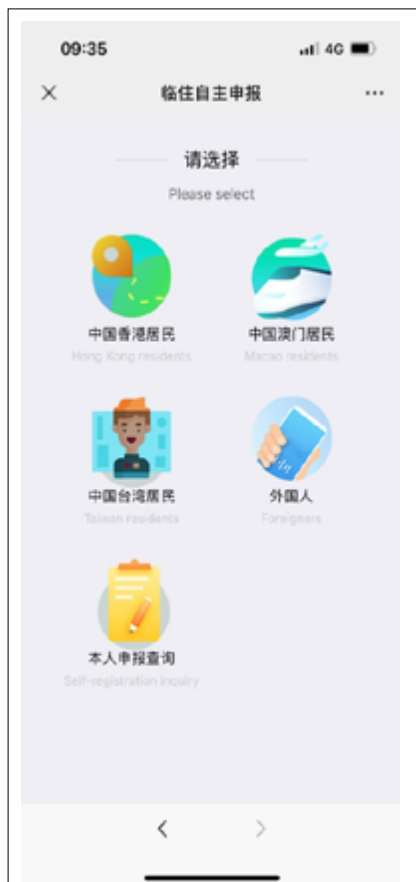 09:35
4G
临住自主申报
请选择
Please select
中国香港居民
中国澳门居民
Hong Kong residents
Macao residents
中国台湾居民
外国人
Taiwan residents
Foreigners
本人申报查询
Self-registration inquiry